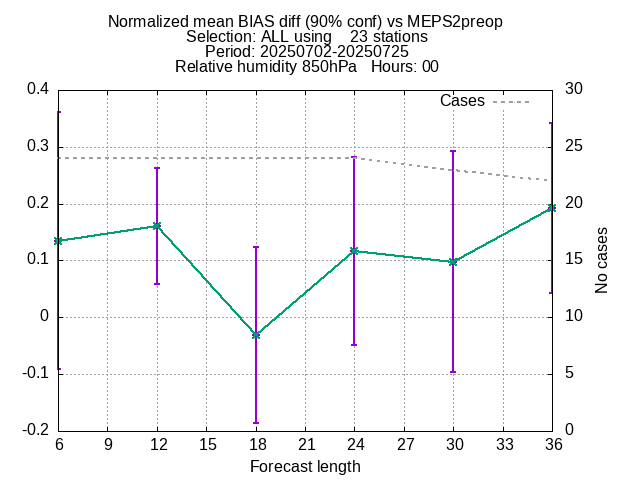 Normalized mean BIAS diff (90% conf) vs MEPS2preop
Selection: ALL using    23 stations
Period: 20250702-20250725
Relative humidity 850hPa   Hours: 00
0.4
0.3
0.2
0.1
0
-0.1
-0.2
30
25
20
15
10
5
0
Cases
No cases
6 9 12 15 18 21 24 27 30 33 36
Forecast length